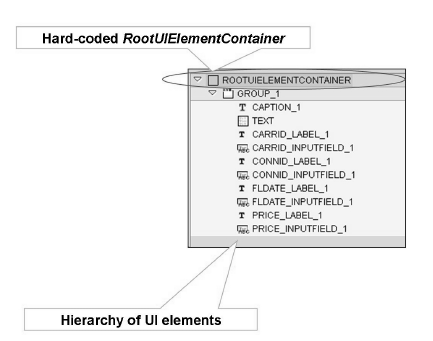 Hard-coded RootUIElementContainer
ROOTUIELEMENTCONTAINER
GROUP_1
CAPTION_1
TEXT
CARRID_LABEL_1
CARRID_INPUTFIELD_1
CONNID_LABEL_1
CONNID_INPUTFIELD_1
FLDATE_LABEL_1
FLDATE_INPUTFIELD_1
PRICE_LABEL_1
PRICE_INPUTFIELD_1
Hierarchy of UI elements